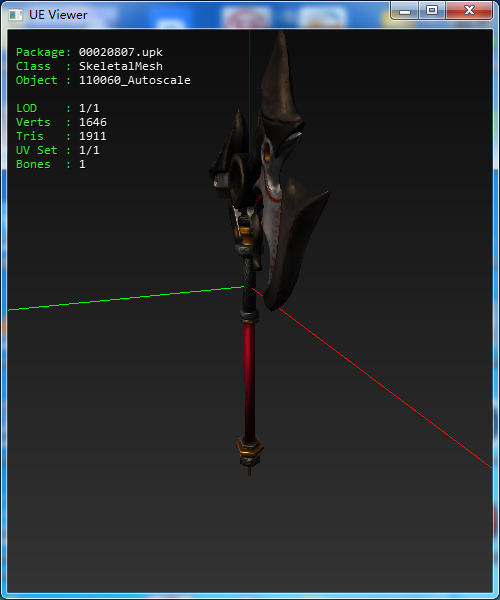 UE Viewer
Package: 00020807.upk
Class : SkeletalMesh
Object : 110060_Autoscale
LOD : 1/1
Verts : 1646
Tris : 1911
UV Set : 1/1
Bones : 1